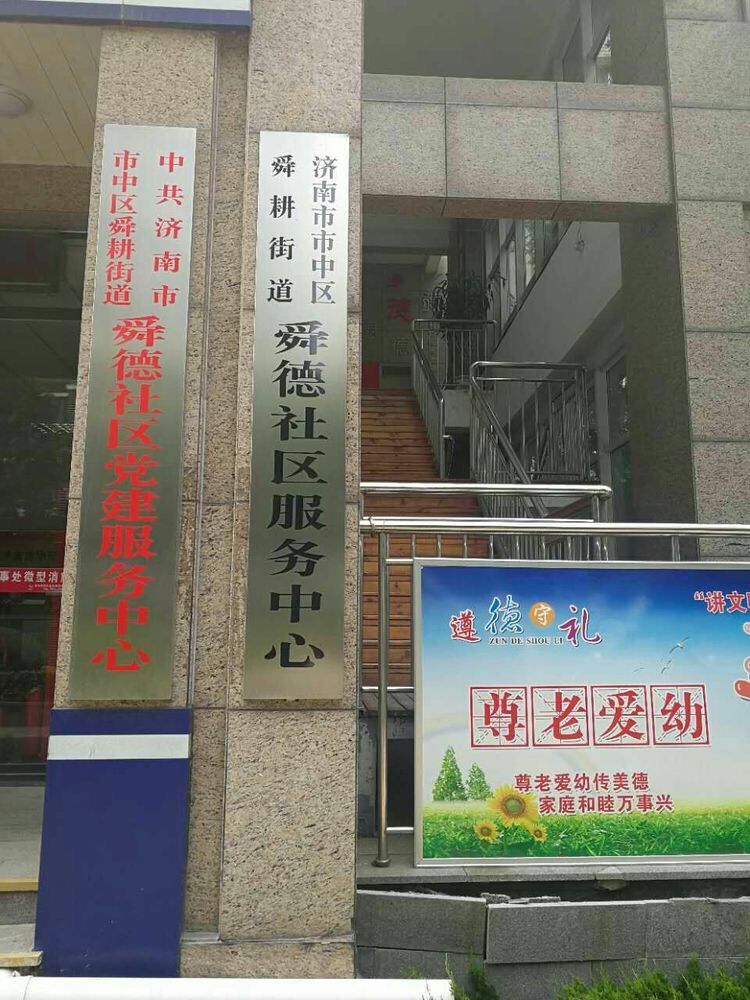 中共济南市
市中区舜耕街道
舜德社区党建服务中心
济南市市中区
舜耕街道
舜德社区服务中心
茂
德
事处微型消
遵德守礼
ZUN DE SHOU LI
“讲文
尊老爱幼
尊老爱幼传美德
家庭和睦万事兴